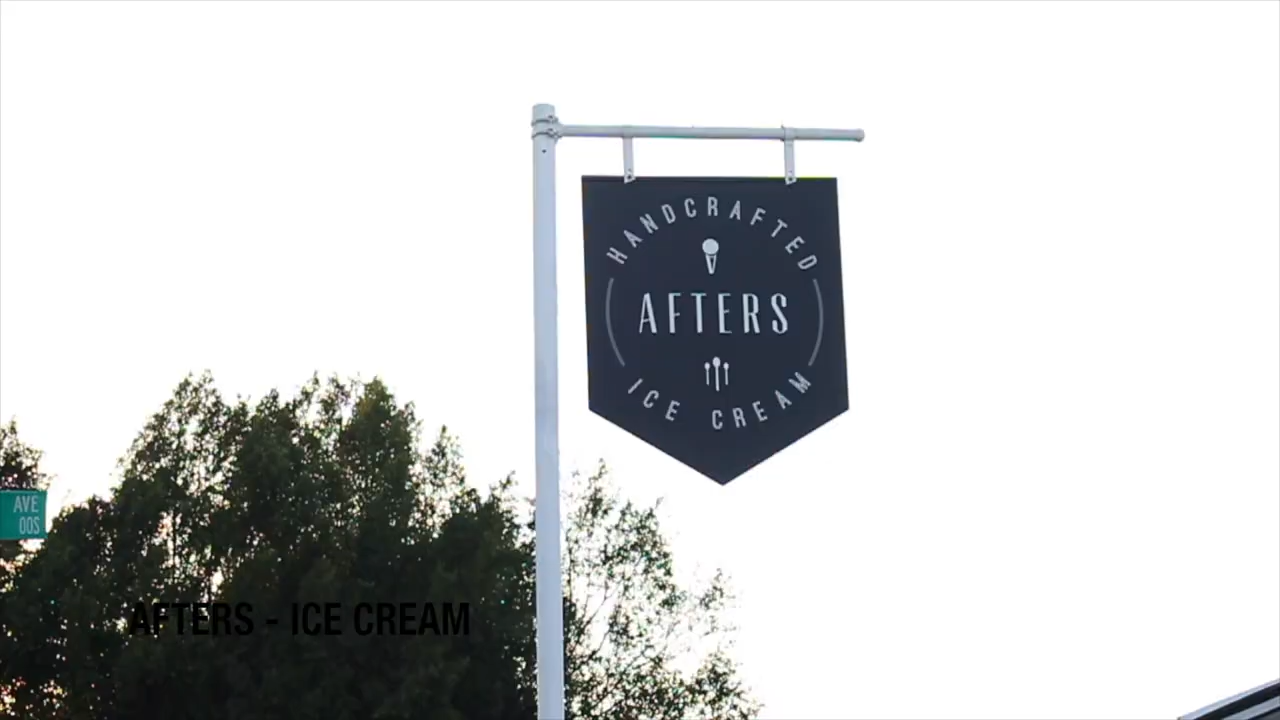 HANDCRAFTED
AFTERS
ICE CREAM
AVE
00S
AFTERS - ICE CREAM